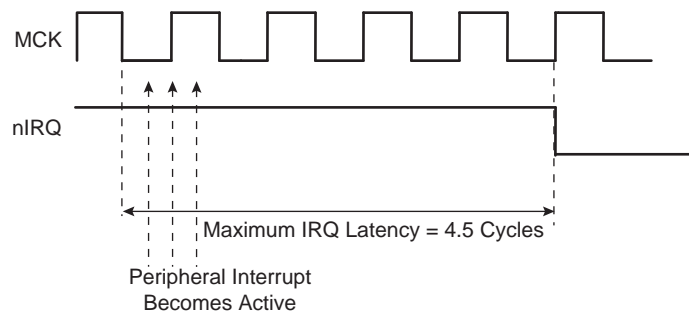 MCK
nIRQ
Maximum IRQ Latency = 4.5 Cycles
Peripheral Interrupt
Becomes Active